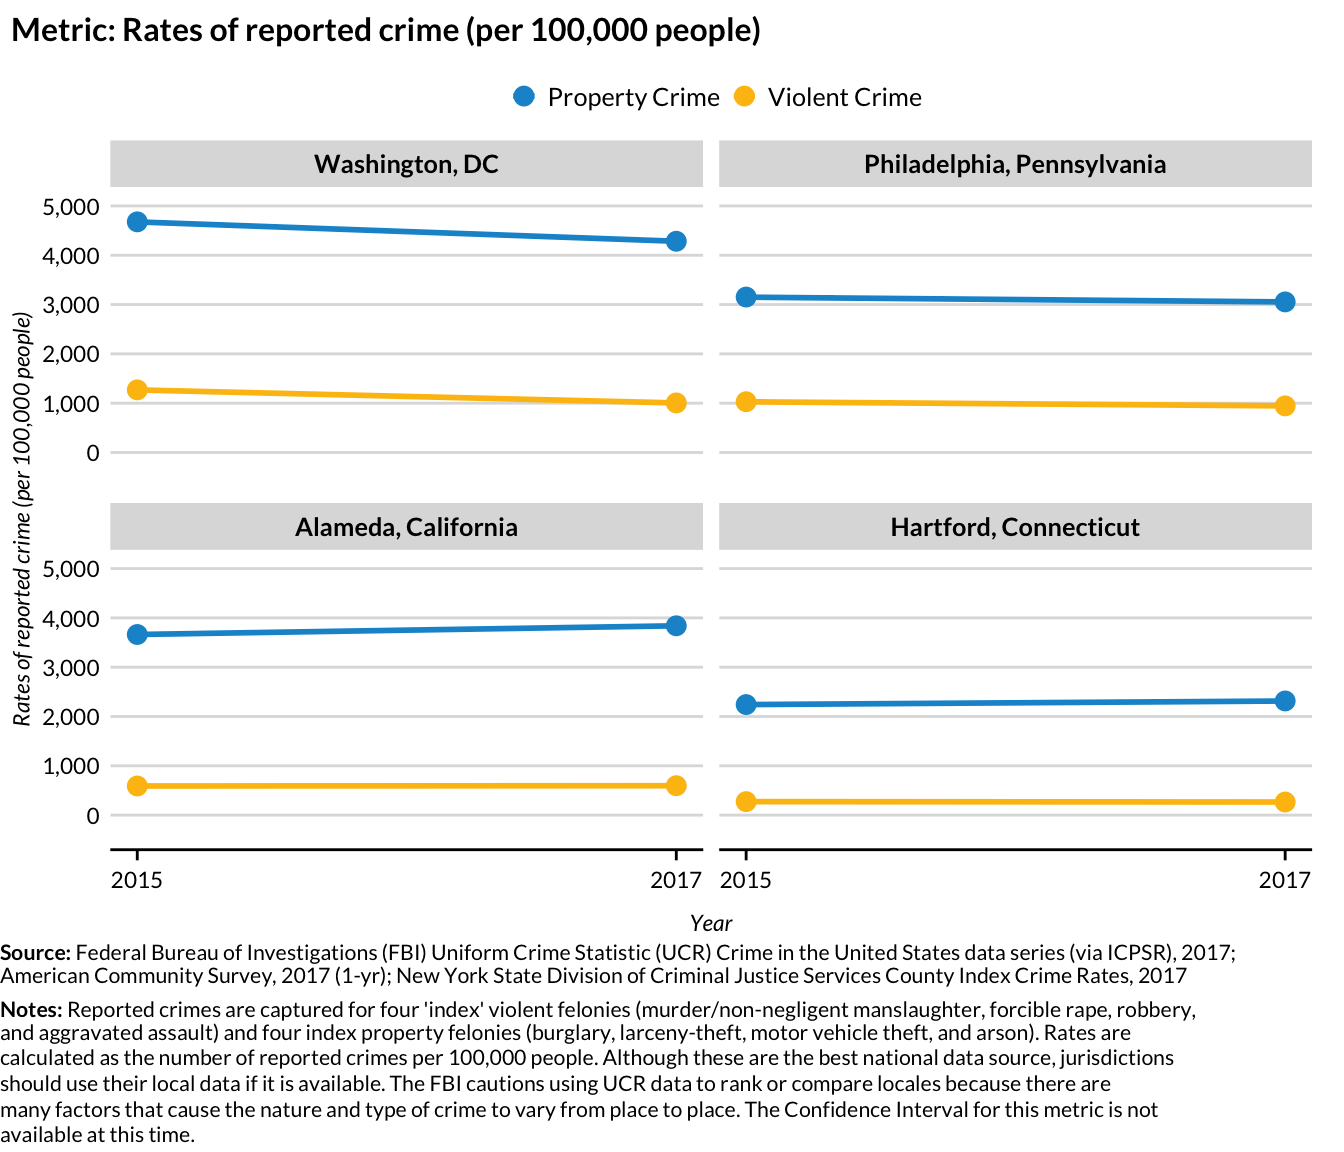 Metric: Rates of reported crime (per 100,000 people)
Property Crime Violent Crime
Washington, DC
Philadelphia, Pennsylvania
5,000
4,000
3,000
2,000
1,000
0
Rates of reported crime (per 100,000 people)
Alameda, California
Hartford, Connecticut
5,000
4,000
3,000
2,000
1,000
0
2015 2017 2015 2017
Year
Source: Federal Bureau of Investigations (FBI) Uniform Crime Statistic (UCR) Crime in the United States data series (via ICPSR), 2017;
American Community Survey, 2017 (1-yr); New York State Division of Criminal Justice Services County Index Crime Rates, 2017
Notes: Reported crimes are captured for four 'index' violent felonies (murder/non-negligent manslaughter, forcible rape, robbery,
and aggravated assault) and four index property felonies (burglary, larceny-theft, motor vehicle theft, and arson). Rates are
calculated as the number of reported crimes per 100,000 people. Although these are the best national data source, jurisdictions
should use their local data if it is available. The FBI cautions using UCR data to rank or compare locales because there are
many factors that cause the nature and type of crime to vary from place to place. The Confidence Interval for this metric is not
available at this time.